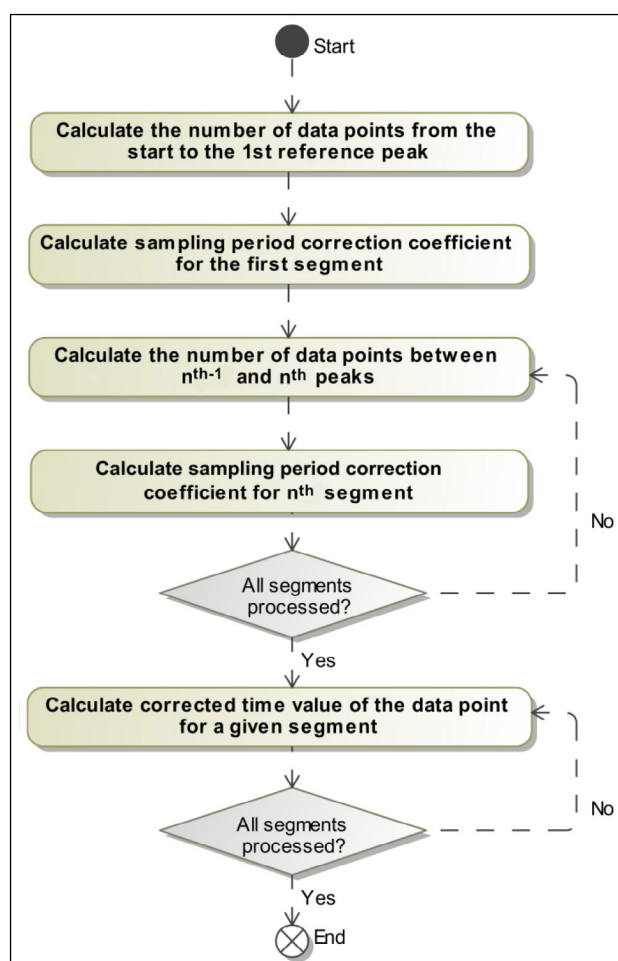 Start
Calculate the number of data points from the
start to the 1st reference peak
Calculate sampling period correction coefficient
for the first segment
Calculate the number of data points between
nth-1 and nth peaks
Calculate sampling period correction
coefficient for nth segment
No
All segments
processed?
Yes
Calculate corrected time value of the data point
for a given segment
No
All segments
processed?
Yes
End